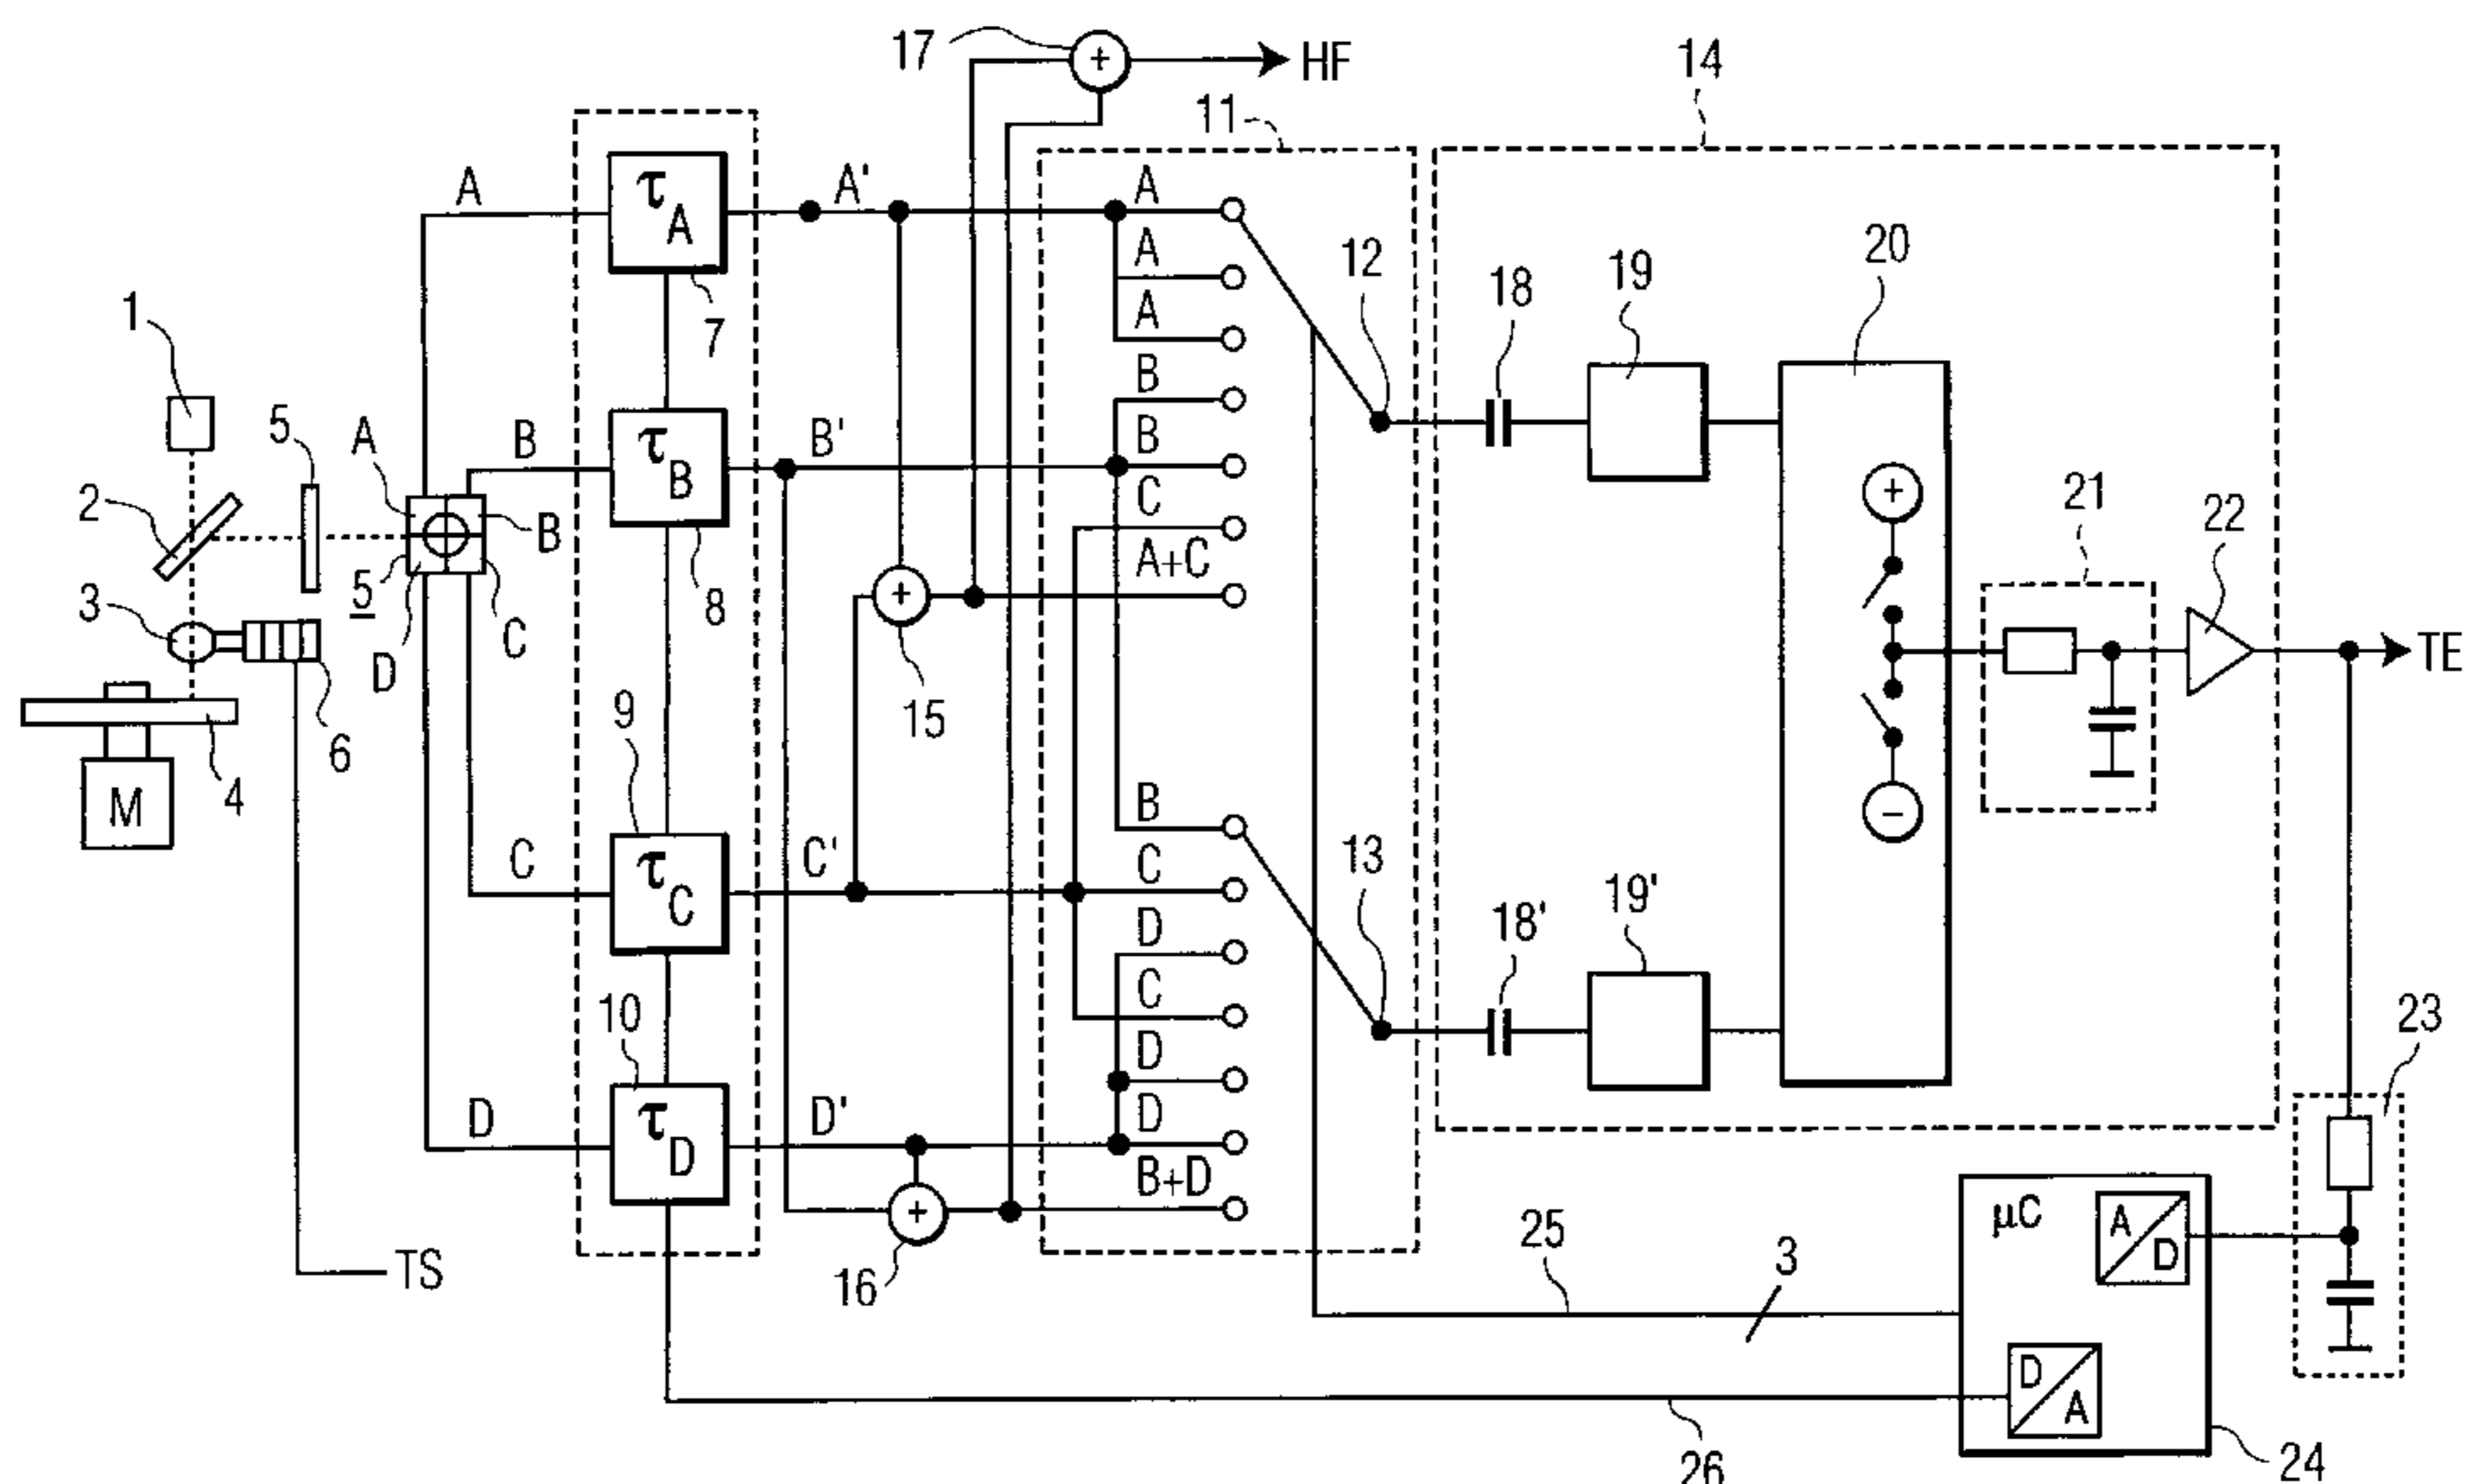 17
+
HF
14
11
A
τA
A'
A
A
A
12
18
19
20
7
1
2
3
4
5
A
B
B
τB
B'
B
B
C
A+C
5
D
C
8
+
15
6
M
9
+
−
21
22
TE
C
τC
C'
B
C
D
C
D
D
B+D
13
18'
19'
10
D
τD
D'
+
16
TS
23
μC
A
D
25
3
D
A
24
26